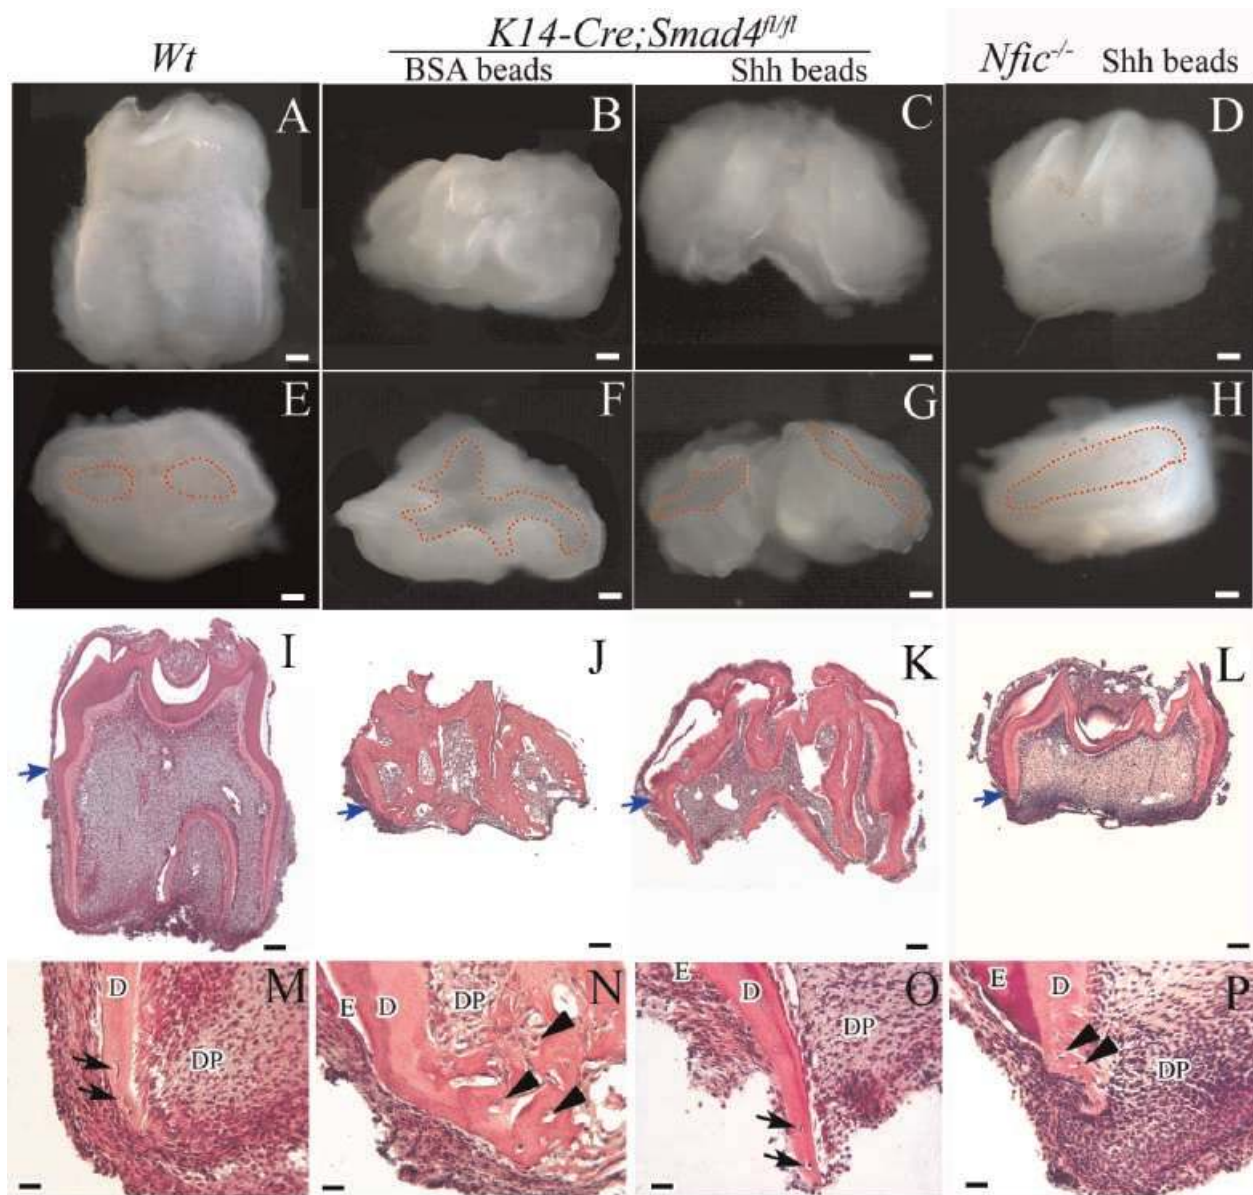 K14-Cre;Smad4fl/fl
Wt
BSA beads
Shh beads
Nfic-/- Shh beads
A
B
C
D
E
F
G
H
I
J
K
L
D
M
DP
E
D
DP
N
E
D
O
DP
E
D
P
DP